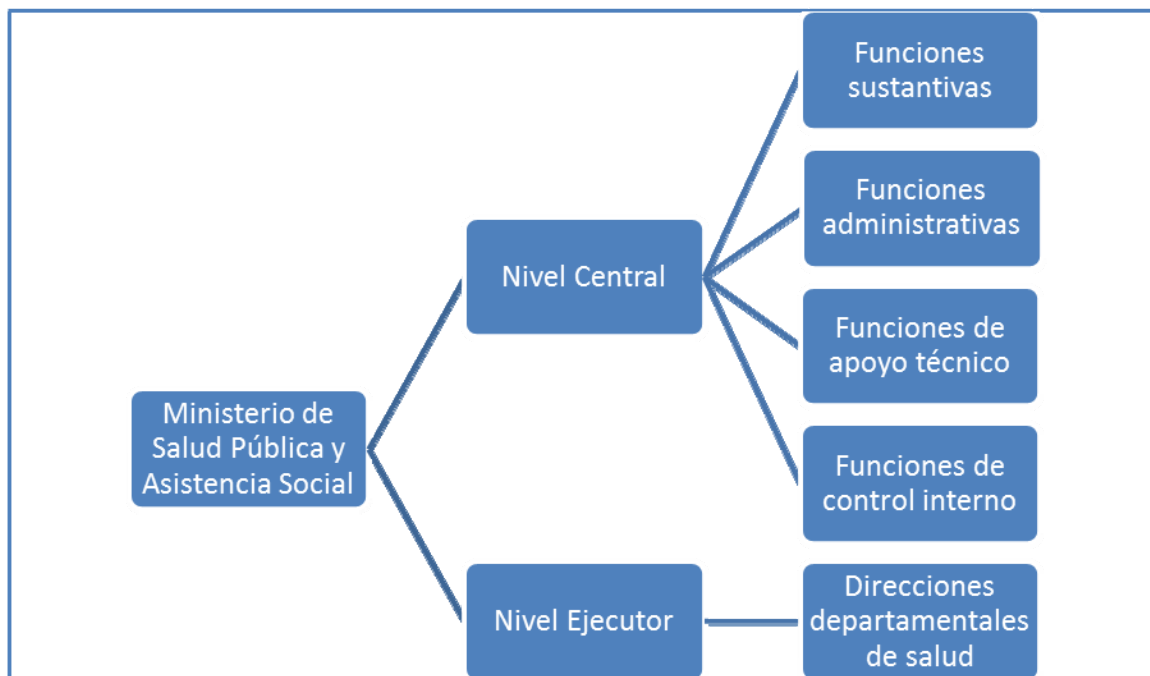 Ministerio de
Salud Pública y
Asistencia Social
Nivel Central
Funciones
sustantivas
Funciones
administrativas
Funciones de
apoyo técnico
Funciones de
control interno
Nivel Ejecutor
Direcciones
departamentales
de salud